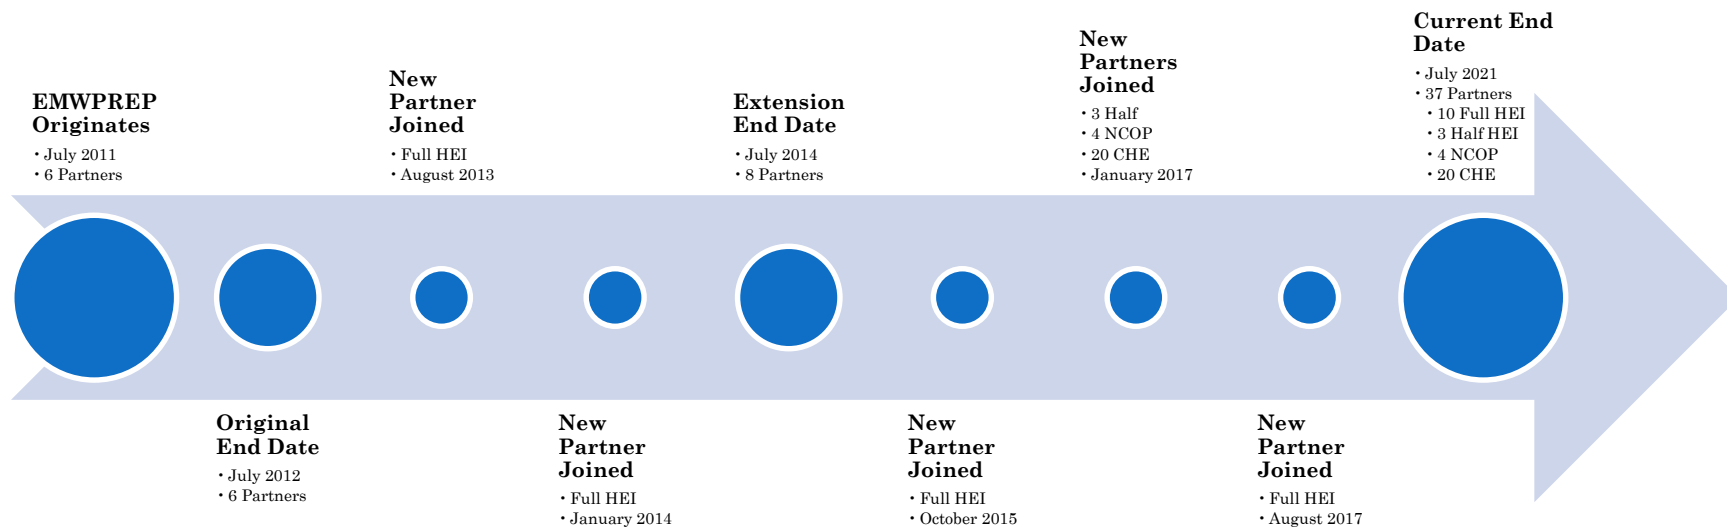 EMWPREP
Originates
• July 2011
• 6 Partners
Original
End Date
• July 2012
• 6 Partners
New
Partner
Joined
• Full HEI
• August 2013
New
Partner
Joined
• Full HEI
• January 2014
Extension
End Date
• July 2014
• 8 Partners
New
Partner
Joined
• Full HEI
• October 2015
New
Partners
Joined
• 3 Half
• 4 NCOP
• 20 CHE
• January 2017
New
Partner
Joined
• Full HEI
• August 2017
Current End
Date
• July 2021
• 37 Partners
• 10 Full HEI
• 3 Half HEI
• 4 NCOP
• 20 CHE